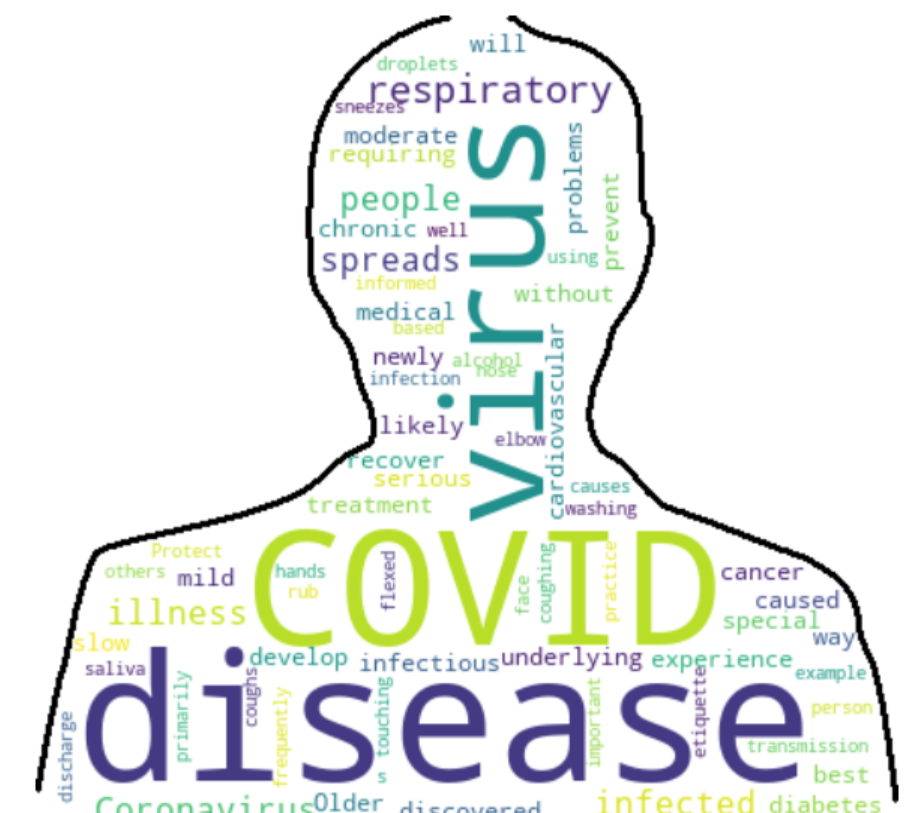 will
droplets
respiratory
sneezes
moderate
problems
requiring
virus
people
prevent
chronic well
spreads
using
informed
without
medical
based
newly
alcohol
nose
infection
cardiovascular
likely
elbow
recover
serious
causes
treatment
washing
COVID
Protect
others
mild
hands
rub
flexed
face
coughing
practice
cancer
caused
illness
special
slow
way
develop
infectious
underlying
experience
saliva
disease
example
primarily
coughs
frequently
touching
s
important
etiquette
person
discharge
transmission
best
Coronavirus
Older
discovered
infected
diabetes